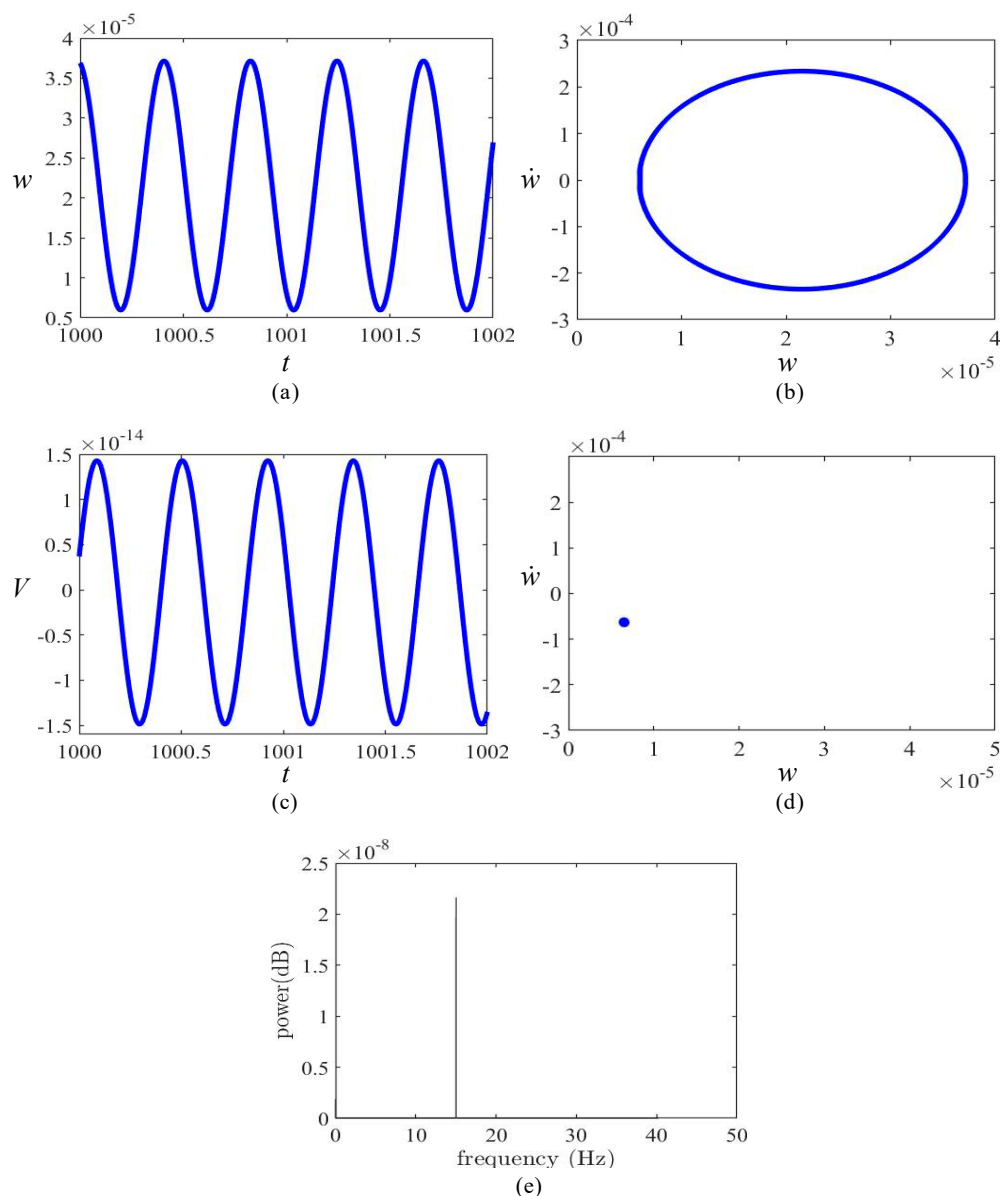 ×10⁻⁵
4
3.5
3
2.5
2
1.5
1
0.5
w
1000 1000.5 1001 1001.5 1002
t
(a)
×10⁻⁴
3
2
1
0
-1
-2
-3
ẇ
0 1 2 3 4
×10⁻⁵
w
(b)
×10⁻¹⁴
1.5
1
0.5
0
-0.5
-1
-1.5
V
1000 1000.5 1001 1001.5 1002
t
(c)
×10⁻⁴
2
1
0
-1
-2
-3
ẇ
0 1 2 3 4 5
×10⁻⁵
w
(d)
×10⁻⁸
2.5
2
1.5
1
0.5
0
power(dB)
0 10 20 30 40 50
frequency (Hz)
(e)